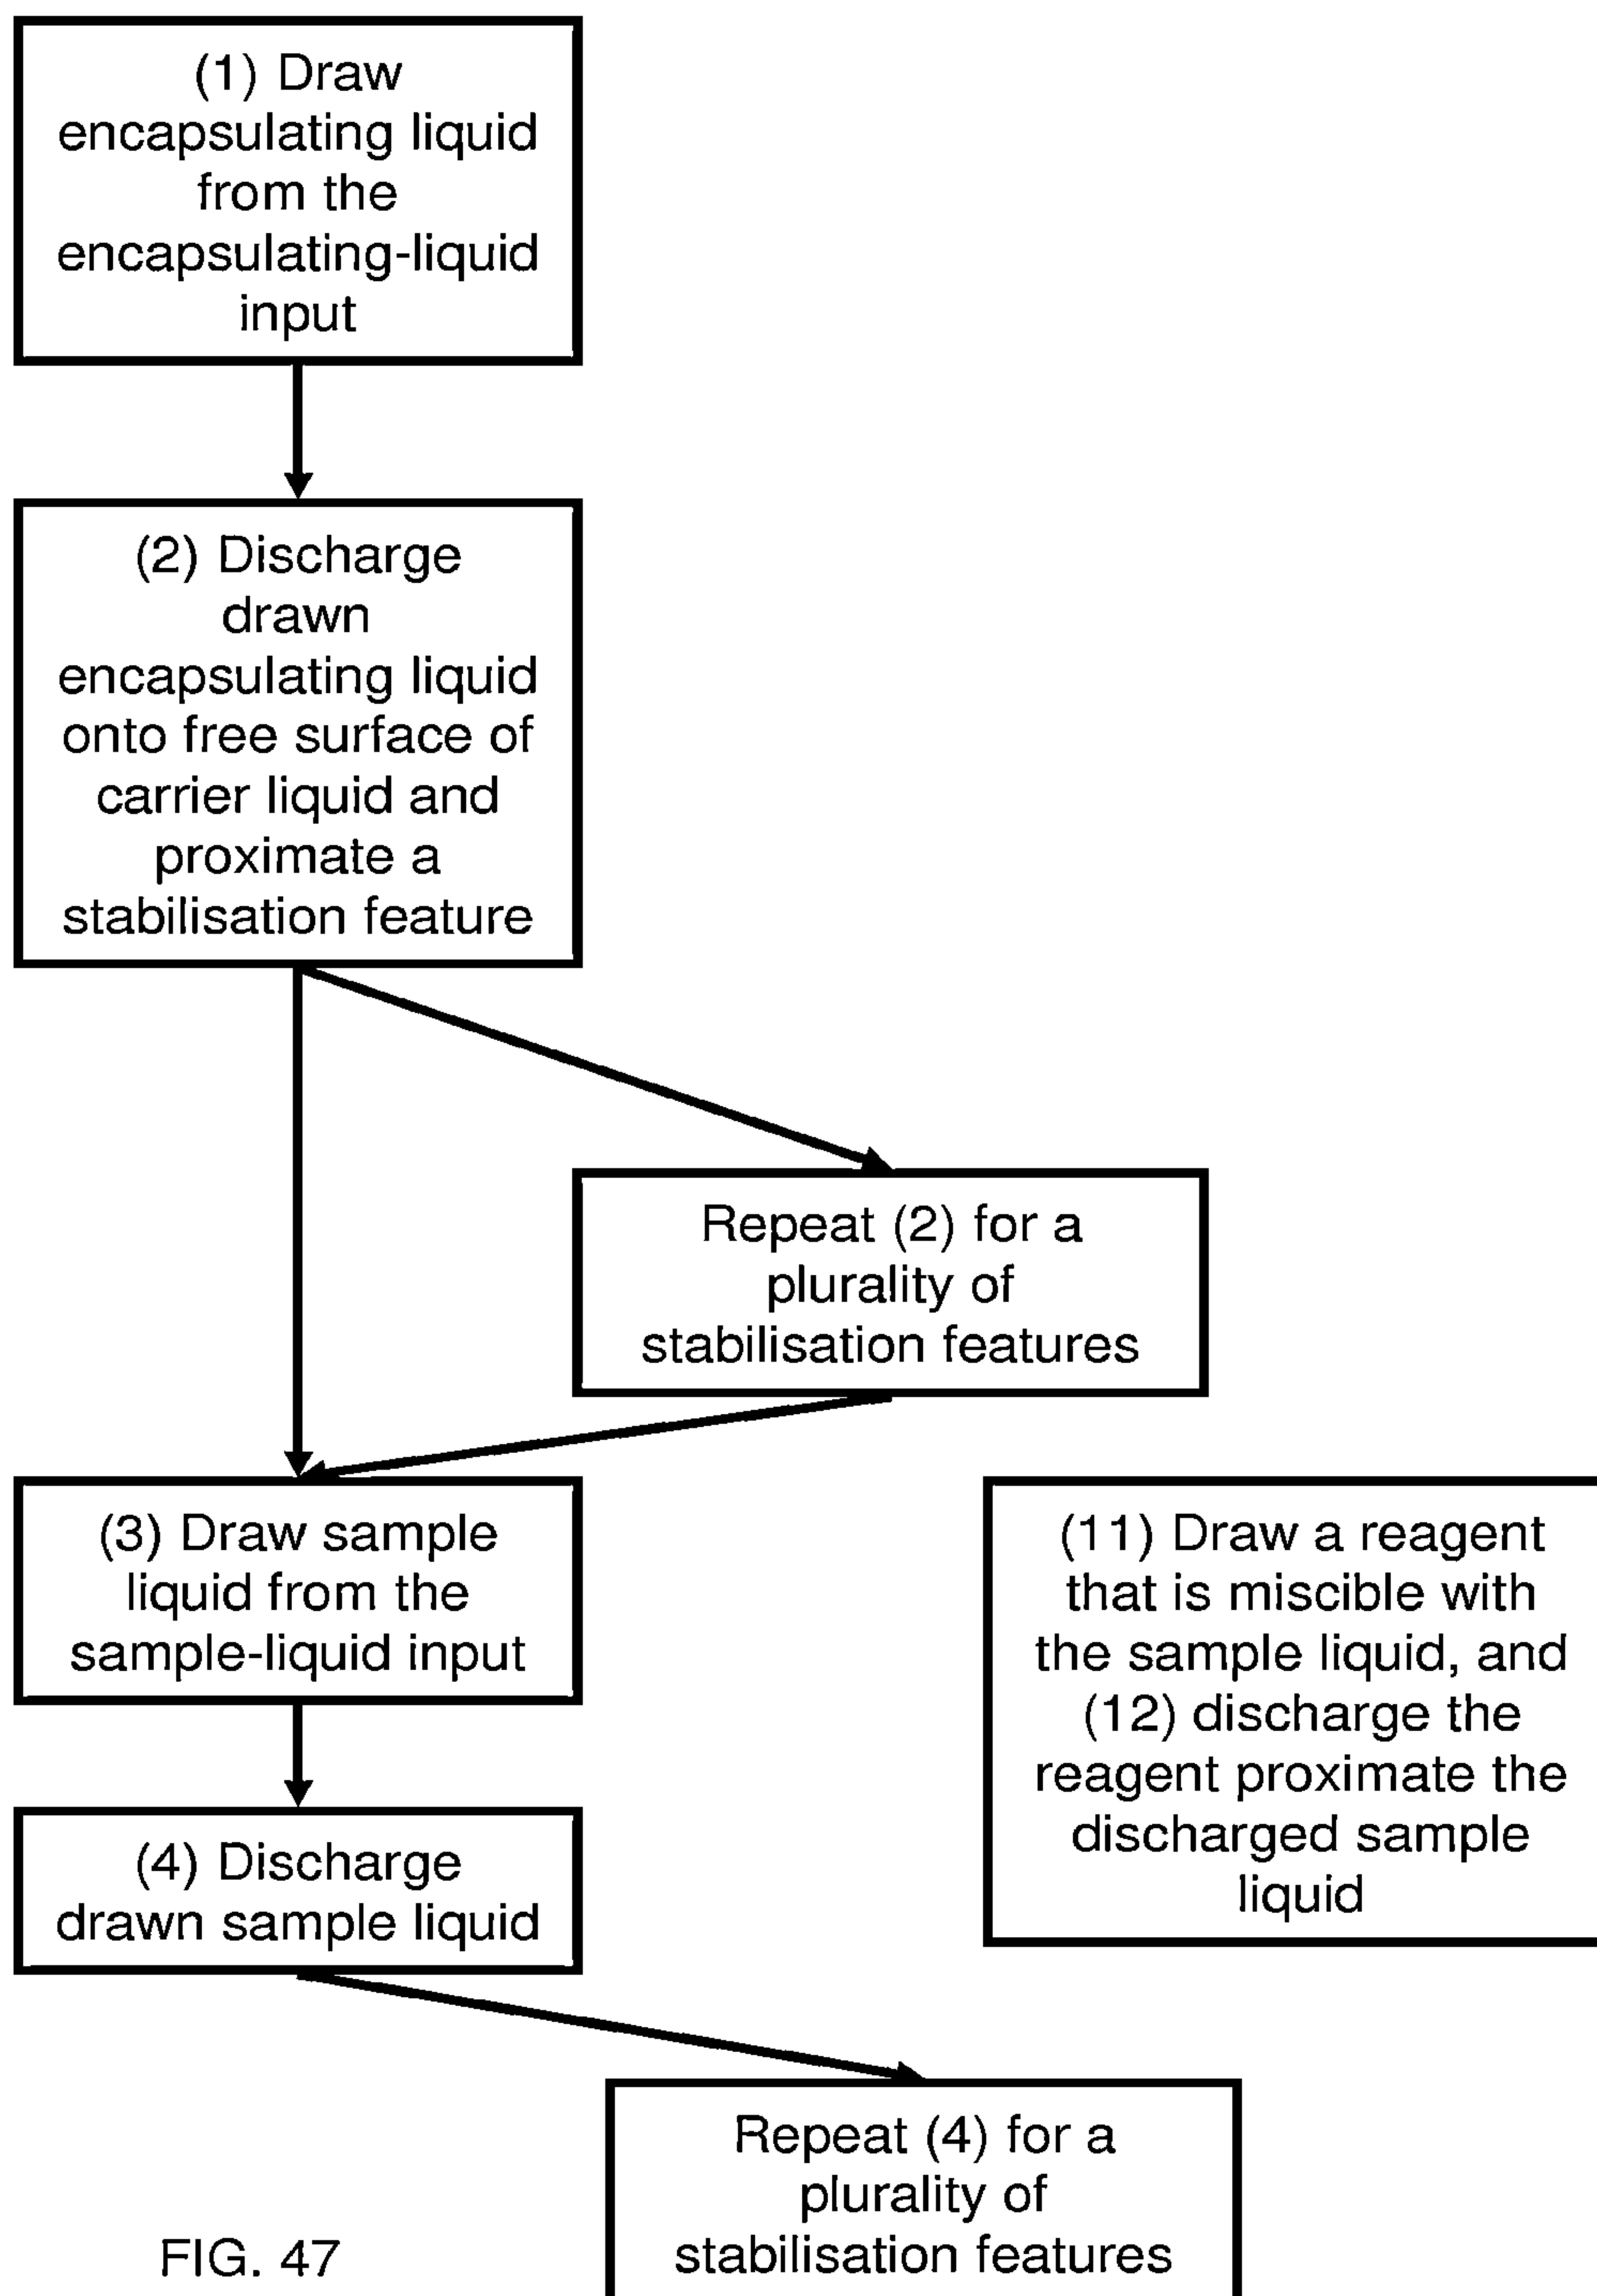 (1) Draw
encapsulating liquid
from the
encapsulating-liquid
input
(2) Discharge
drawn
encapsulating liquid
onto free surface of
carrier liquid and
proximate a
stabilisation feature
Repeat (2) for a
plurality of
stabilisation features
(3) Draw sample
liquid from the
sample-liquid input
(11) Draw a reagent
that is miscible with
the sample liquid, and
(12) discharge the
reagent proximate the
discharged sample
liquid
(4) Discharge
drawn sample liquid
Repeat (4) for a
plurality of
stabilisation features
FIG. 47